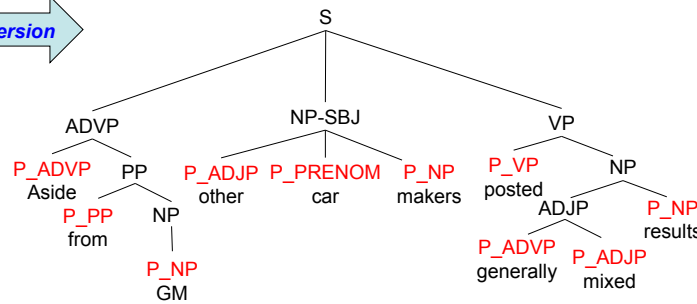 ersion
S
ADVP NP-SBJ VP
P_ADVP PP P_ADJP P_PRENOM P_NP P_VP NP
Aside other car makers posted
P_PP NP ADJP P_NP
from results
P_ADVP P_ADJP
P_NP generally mixed
GM